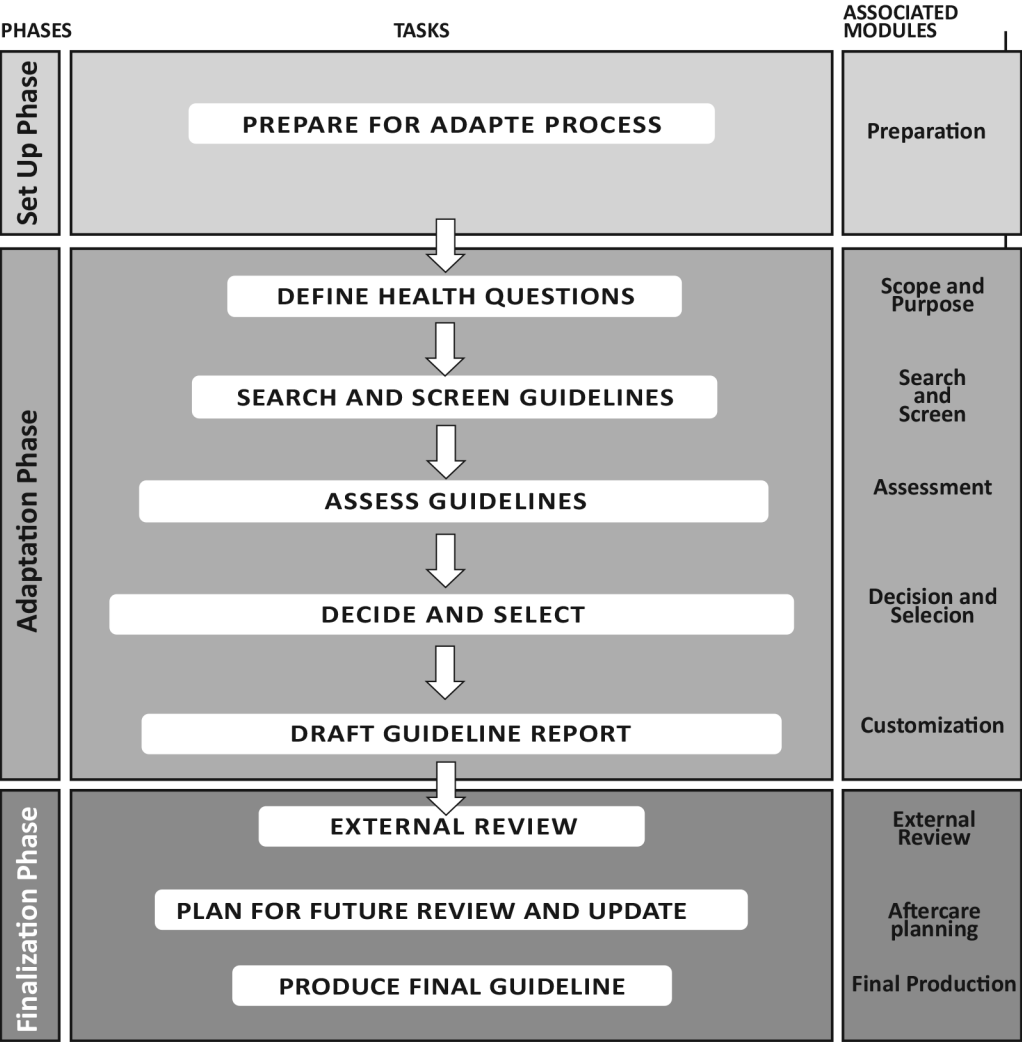 PHASES
TASKS
ASSOCIATED
MODULES
Set Up Phase
PREPARE FOR ADAPTE PROCESS
Preparation
Adaptation Phase
DEFINE HEALTH QUESTIONS
Scope and
Purpose
SEARCH AND SCREEN GUIDELINES
Search
and
Screen
ASSESS GUIDELINES
Assessment
DECIDE AND SELECT
Decision and
Selecion
DRAFT GUIDELINE REPORT
Customization
Finalization Phase
EXTERNAL REVIEW
External
Review
PLAN FOR FUTURE REVIEW AND UPDATE
Aftercare
planning
PRODUCE FINAL GUIDELINE
Final Production